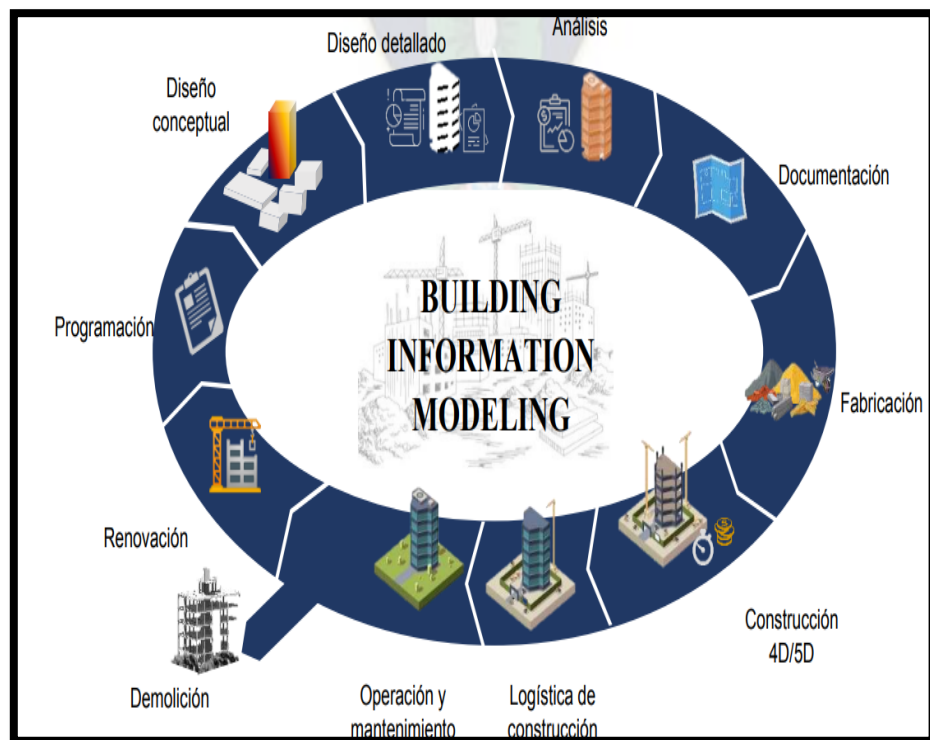 Análisis
Diseño detallado
Diseño
conceptual
Documentación
Programación
BUILDING
INFORMATION
MODELING
Fabricación
Renovación
Construcción
4D/5D
Demolición
Operación y
mantenimiento
Logística de
construcción